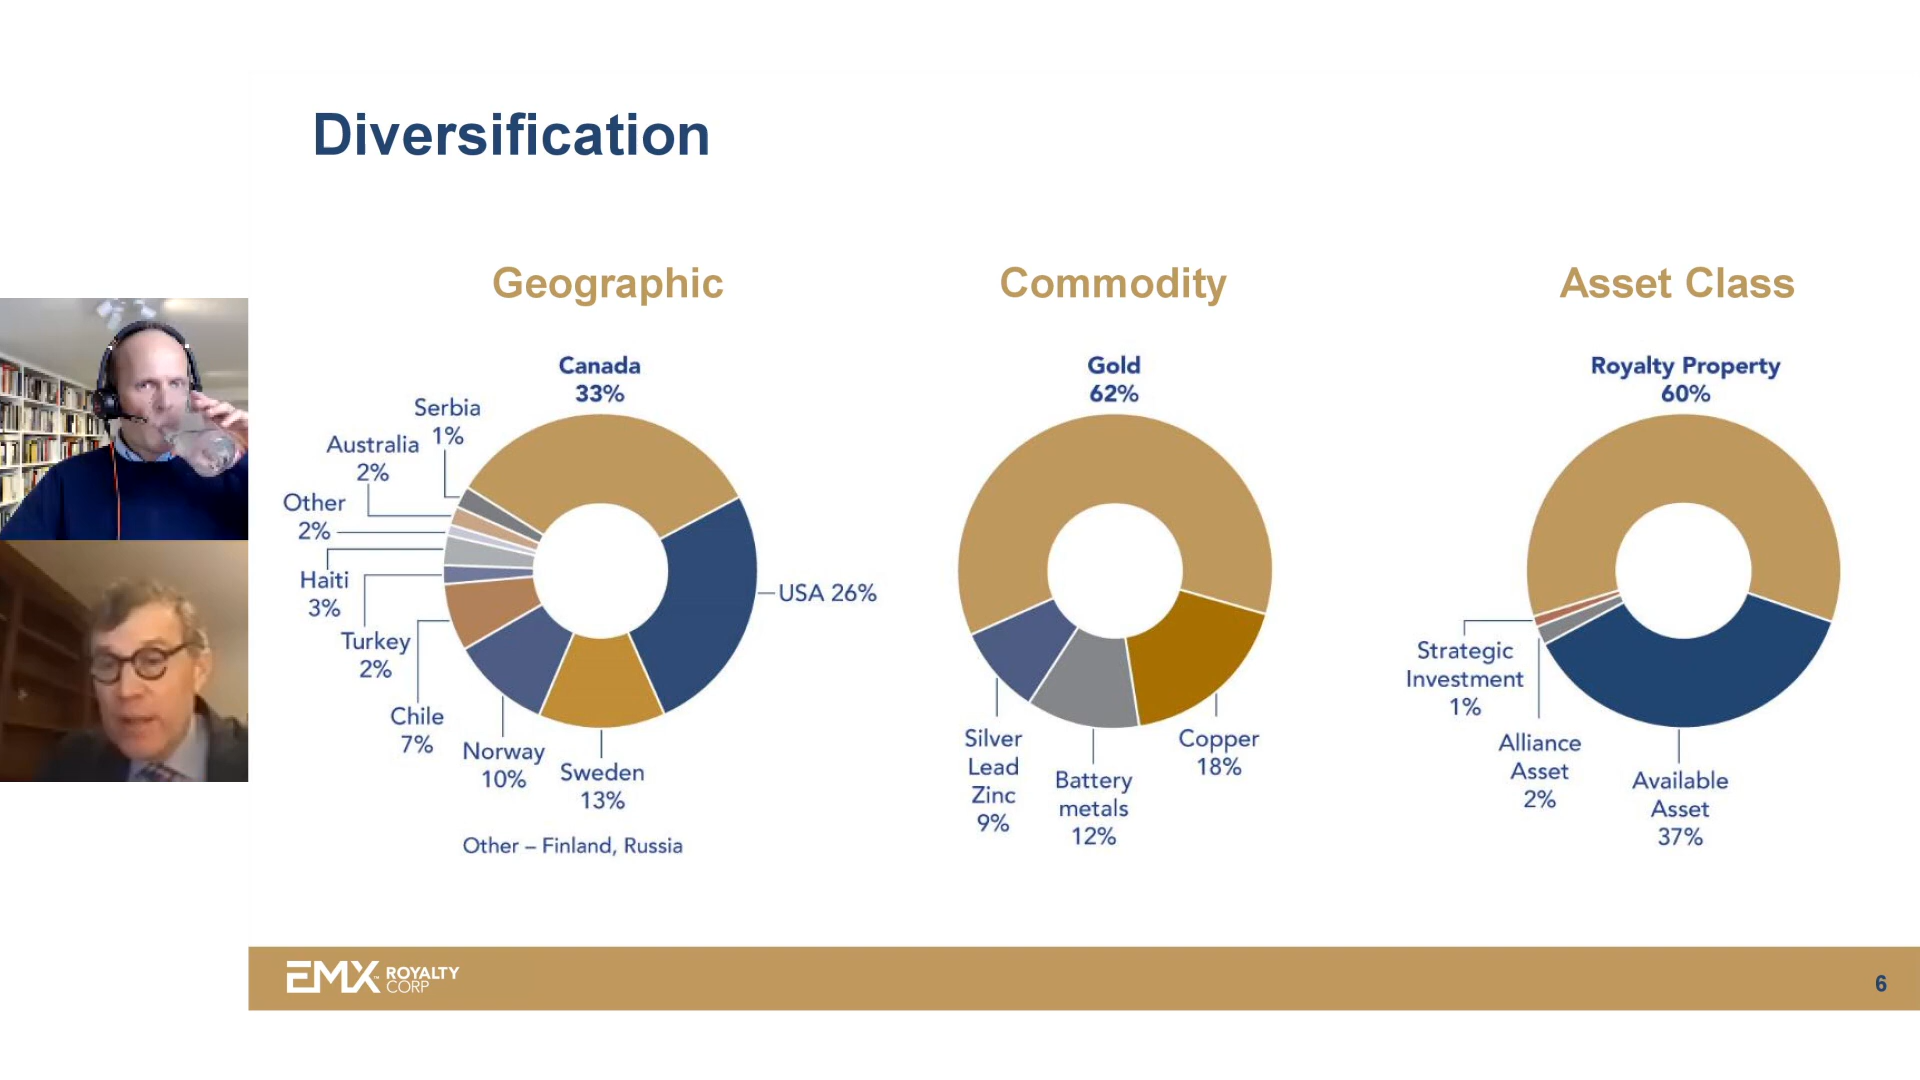 Diversification
Geographic
Canada
33%
Serbia
1%
Australia
2%
Other
2%
Haiti
3%
Turkey
2%
Chile
7%
Norway
10%
Sweden
13%
USA 26%
Other – Finland, Russia
Commodity
Gold
62%
Silver
Lead
Zinc
9%
Battery
metals
12%
Copper
18%
Asset Class
Royalty Property
60%
Strategic
Investment
1%
Alliance
Asset
2%
Available
Asset
37%
EMX™ ROYALTY
CORP
6